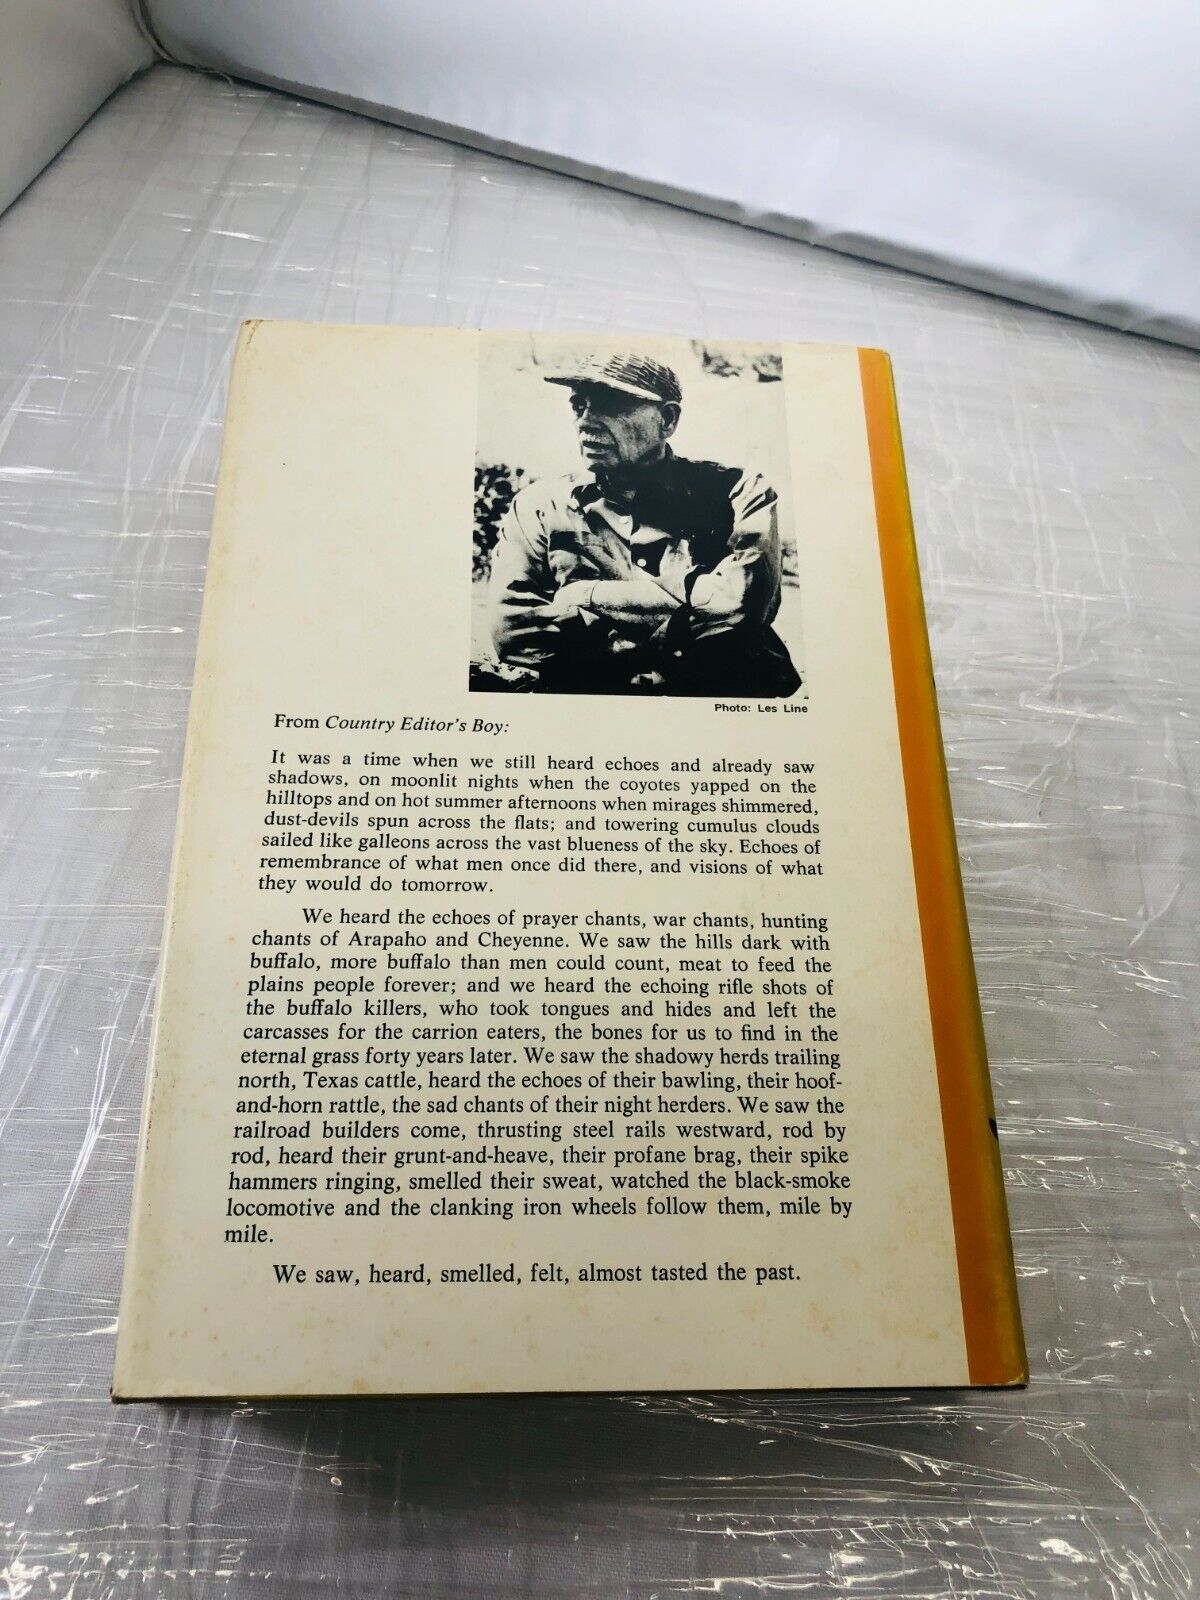 Photo: Les Line
From Country Editor's Boy:
It was a time when we still heard echoes and already saw
shadows, on moonlit nights when the coyotes yapped on the
hilltops and on hot summer afternoons when mirages shimmered,
dust-devils spun across the flats; and towering cumulus clouds
sailed like galleons across the vast blueness of the sky. Echoes of
remembrance of what men once did there, and visions of what
they would do tomorrow.
We heard the echoes of prayer chants, war chants, hunting
chants of Arapaho and Cheyenne. We saw the hills dark with
buffalo, more buffalo than men could count, meat to feed the
plains people forever; and we heard the echoing rifle shots of
the buffalo killers, who took tongues and hides and left the
carcasses for the carrion eaters, the bones for us to find in the
eternal grass forty years later. We saw the shadowy herds trailing
north, Texas cattle, heard the echoes of their bawling, their hoof-
and-horn rattle, the sad chants of their night herders. We saw the
railroad builders come, thrusting steel rails westward, rod by
rod, heard their grunt-and-heave, their profane brag, their spike
hammers ringing, smelled their sweat, watched the black-smoke
locomotive and the clanking iron wheels follow them, mile by
mile.
We saw, heard, smelled, felt, almost tasted the past.